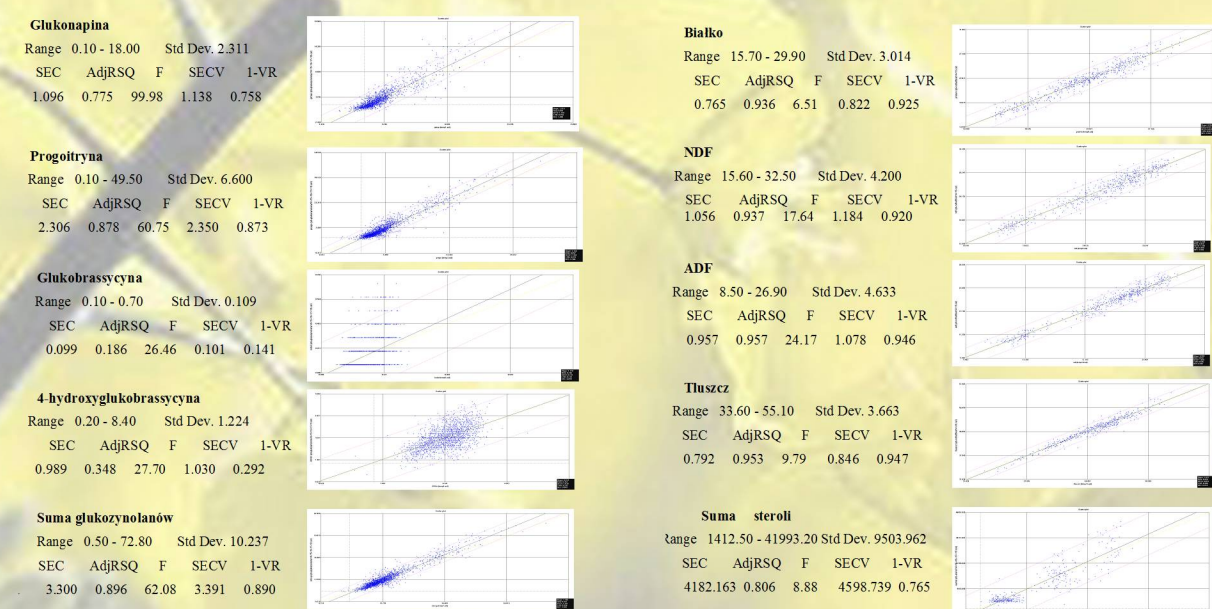 Glukonapina
Range 0.10 - 18.00 Std Dev. 2.311
SEC AdjRSQ F SECV 1-VR
1.096 0.775 99.98 1.138 0.758
Progoitryna
Range 0.10 - 49.50 Std Dev. 6.600
SEC AdjRSQ F SECV 1-VR
2.306 0.878 60.75 2.350 0.873
Glukobrassycyna
Range 0.10 - 0.70 Std Dev. 0.109
SEC AdjRSQ F SECV 1-VR
0.099 0.186 26.46 0.101 0.141
4-hydroxyglukobrassycyna
Range 0.20 - 8.40 Std Dev. 1.224
SEC AdjRSQ F SECV 1-VR
0.989 0.348 27.70 1.030 0.292
Suma glukozynolanów
Range 0.50 - 72.80 Std Dev. 10.237
SEC AdjRSQ F SECV 1-VR
3.300 0.896 62.08 3.391 0.890
Białko
Range 15.70 - 29.90 Std Dev. 3.014
SEC AdjRSQ F SECV 1-VR
0.765 0.936 6.51 0.822 0.925
NDF
Range 15.60 - 32.50 Std Dev. 4.200
SEC AdjRSQ F SECV 1-VR
1.056 0.937 17.64 1.184 0.920
ADF
Range 8.50 - 26.90 Std Dev. 4.633
SEC AdjRSQ F SECV 1-VR
0.957 0.957 24.17 1.078 0.946
Tłuszcz
Range 33.60 - 55.10 Std Dev. 3.663
SEC AdjRSQ F SECV 1-VR
0.792 0.953 9.79 0.846 0.947
Suma steroli
Range 1412.50 - 41993.20 Std Dev. 9503.962
SEC AdjRSQ F SECV 1-VR
4182.163 0.806 8.88 4598.739 0.765